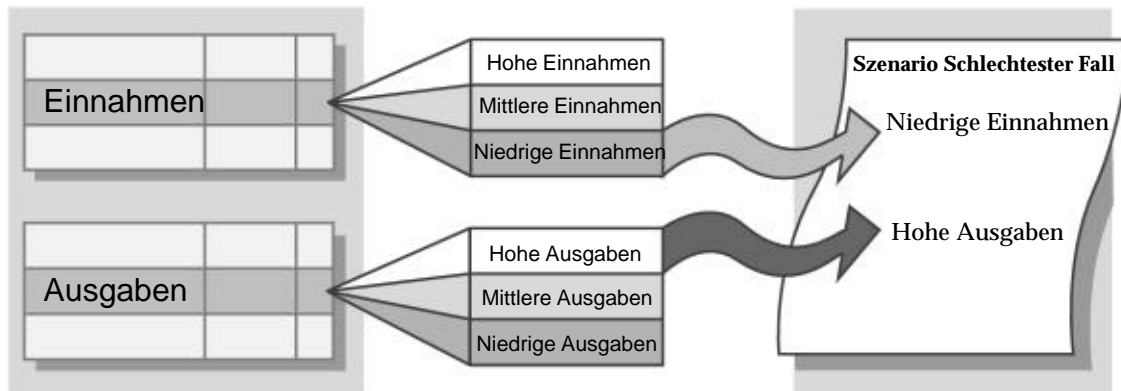 Einnahmen
Hohe Einnahmen
Mittlere Einnahmen
Niedrige Einnahmen
Ausgaben
Hohe Ausgaben
Mittlere Ausgaben
Niedrige Ausgaben
Szenario Schlechtester Fall
Niedrige Einnahmen
Hohe Ausgaben